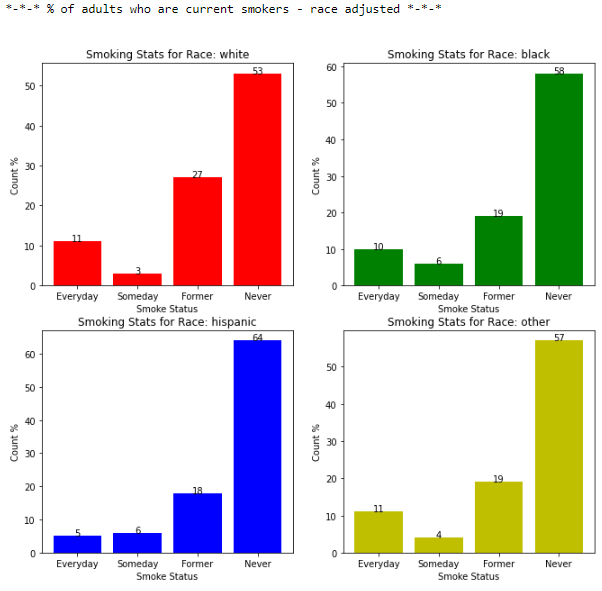 *-*-* % of adults who are current smokers - race adjusted *-*-*
Smoking Stats for Race: white
Count %
50
40
30
20
10
0
11
3
27
53
Everyday Someday Former Never
Smoke Status
Smoking Stats for Race: black
Count %
60
50
40
30
20
10
0
10
6
19
58
Everyday Someday Former Never
Smoke Status
Smoking Stats for Race: hispanic
Count %
60
50
40
30
20
10
0
5
6
18
64
Everyday Someday Former Never
Smoke Status
Smoking Stats for Race: other
Count %
50
40
30
20
10
0
11
4
19
57
Everyday Someday Former Never
Smoke Status